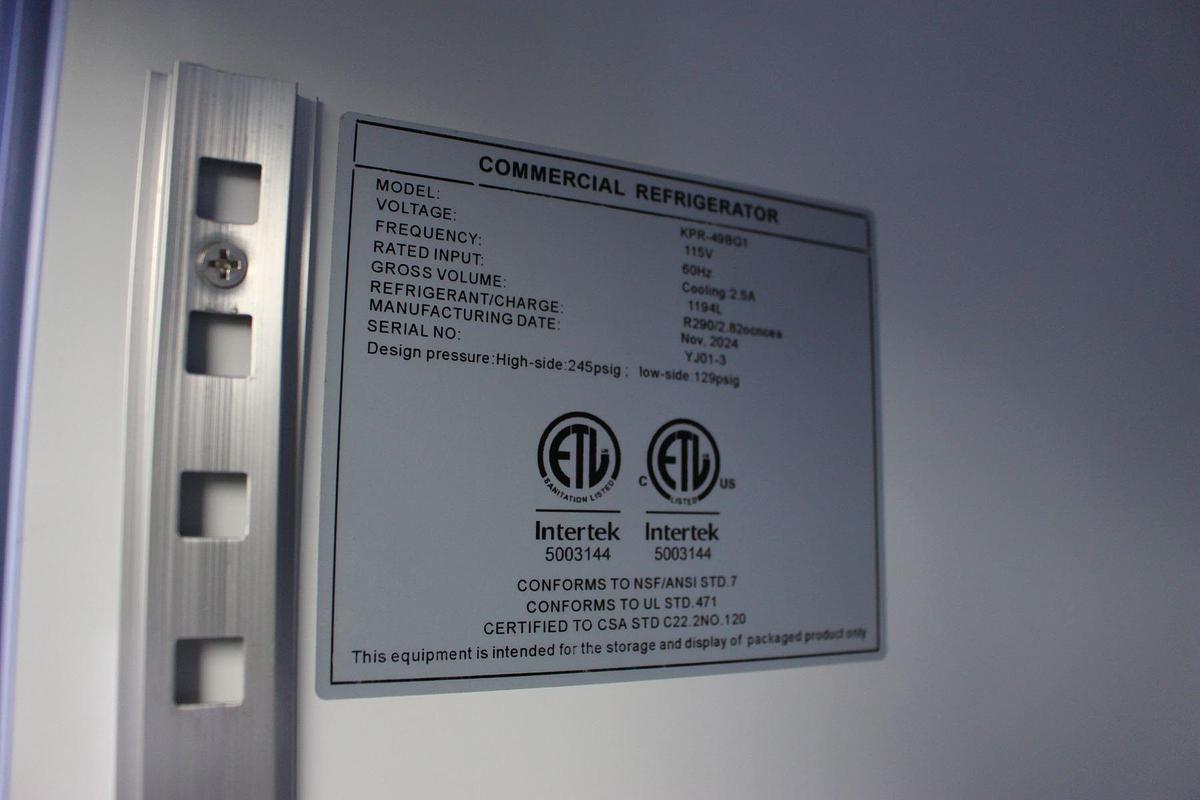 COMMERCIAL REFRIGERATOR
MODEL: KPR-49BG1
VOLTAGE: 115V
FREQUENCY: 60Hz
RATED INPUT: Cooling:2.5A
GROSS VOLUME: 1194L
REFRIGERANT/CHARGE: R290/2.82ocnces
MANUFACTURING DATE: Nov, 2024
SERIAL NO: YJ01-3
Design pressure:High-side:245psig ; low-side:129psig
ETL ETL
C US
SANITATION LISTED LISTED
Intertek Intertek
5003144 5003144
CONFORMS TO NSF/ANSI STD.7
CONFORMS TO UL STD.471
CERTIFIED TO CSA STD C22.2NO.120
This equipment is intended for the storage and display of packaged product only